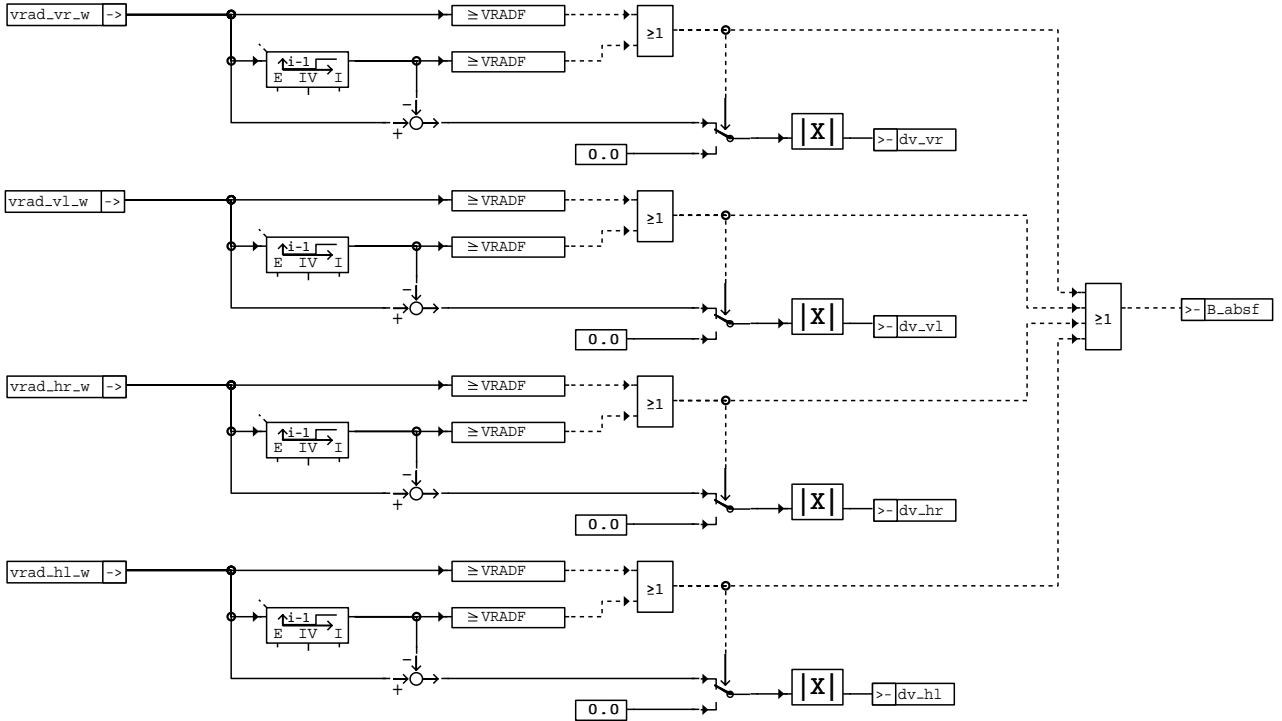 vrad_vr_w ->
≥VRADF
≥1
i-1
E IV I
≥VRADF
-
+
|X|
>- dv_vr
0.0
vrad_vl_w ->
≥VRADF
≥1
i-1
E IV I
≥VRADF
-
+
|X|
>- dv_vl
0.0
≥1
>- B_absf
vrad_hr_w ->
≥VRADF
≥1
i-1
E IV I
≥VRADF
-
+
|X|
>- dv_hr
0.0
vrad_hl_w ->
≥VRADF
≥1
i-1
E IV I
≥VRADF
-
+
|X|
>- dv_hl
0.0